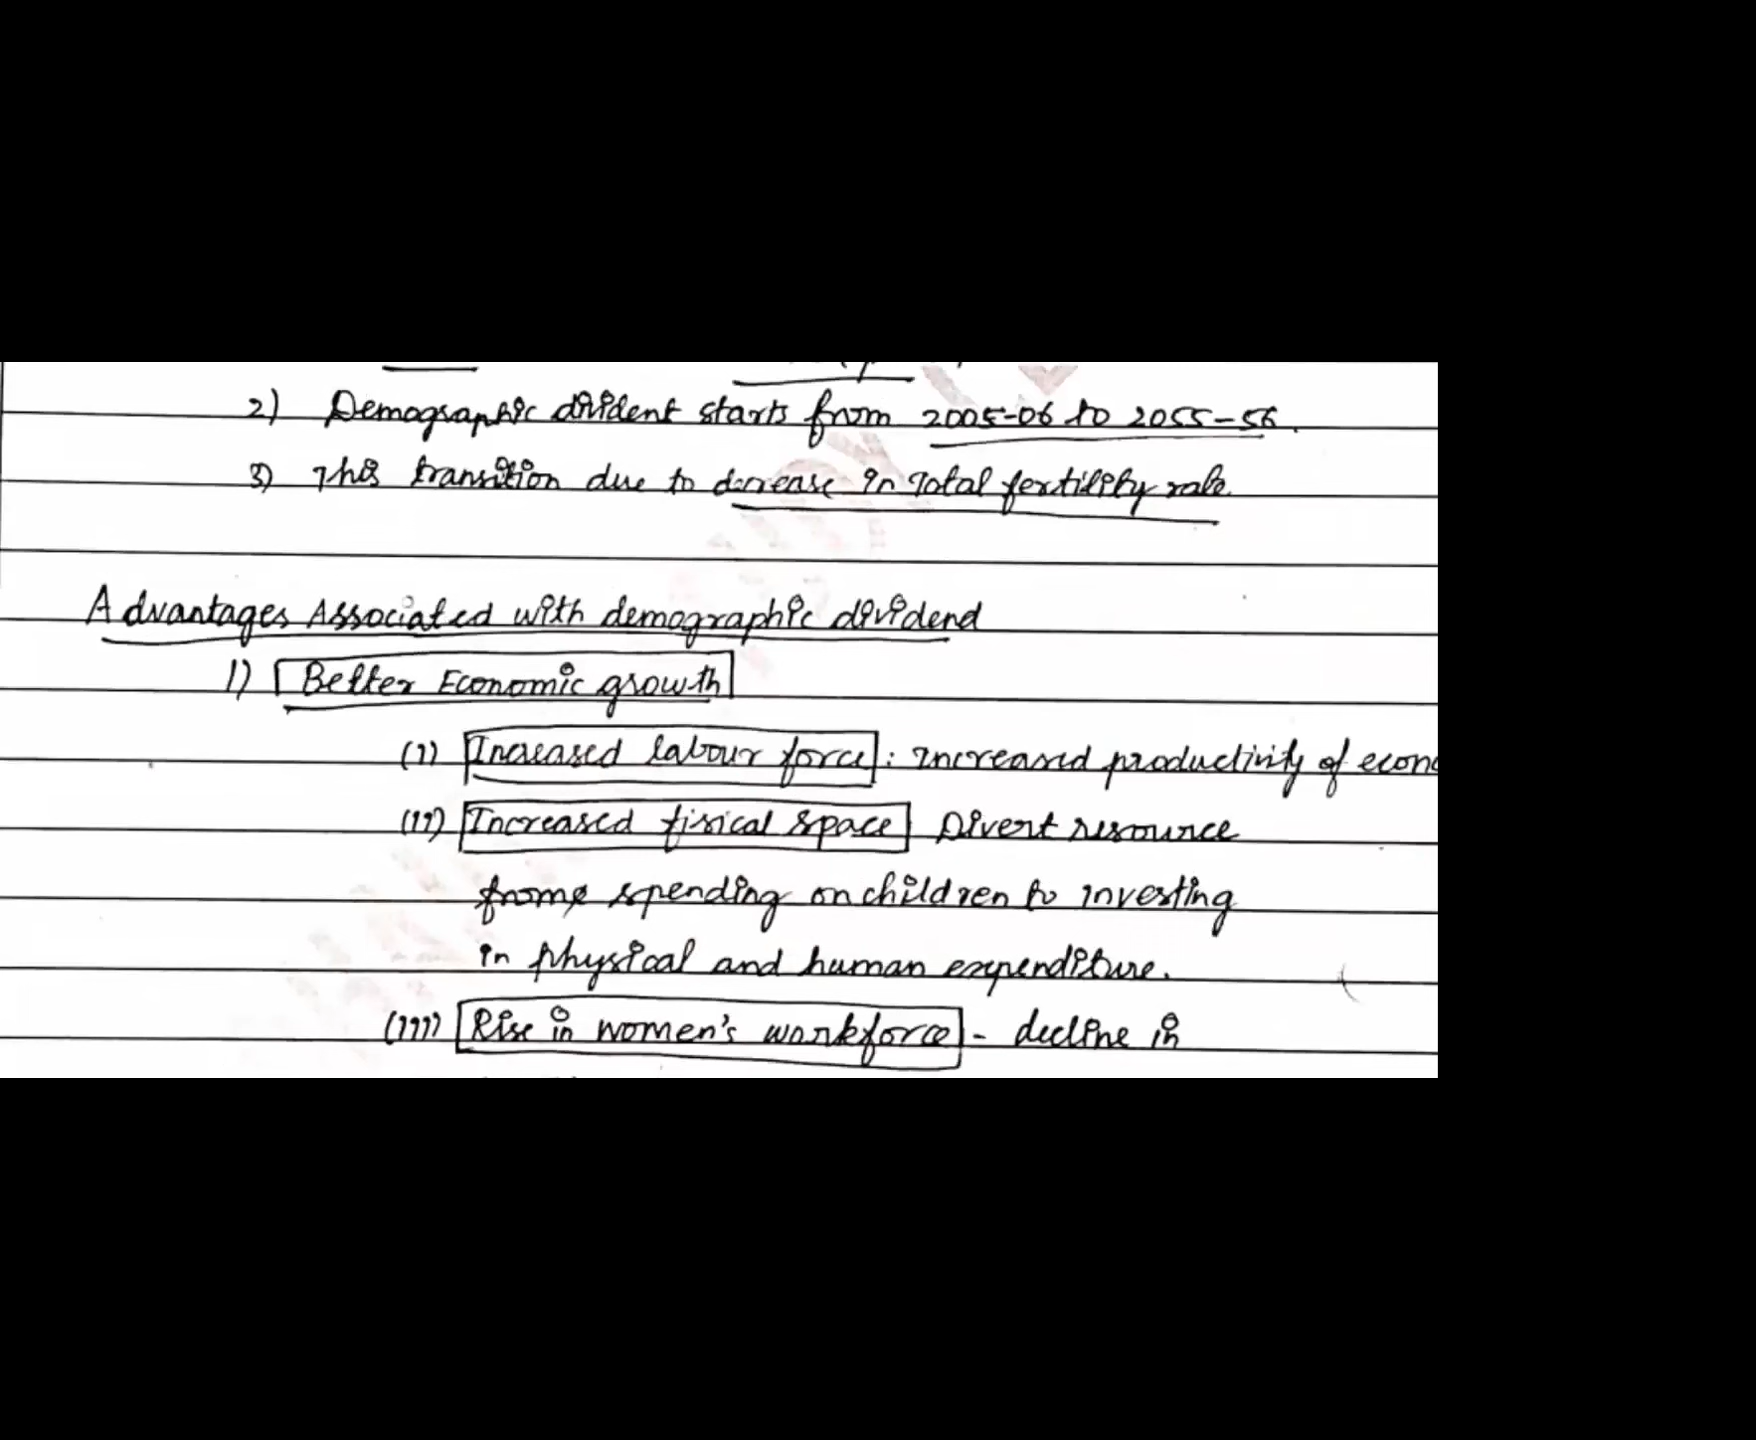 2) Demographic divident starts from 2005-06 to 2055-56.
3) This transition due to decrease in Total fertility rate.
Advantages Associated with demographic dividend
1) Better Economic growth
(i) Increased labour force : increased productivity of econo
(ii) Increased fisical space Divert resource
from spending on children to investing
in physical and human expenditure.
(iii) Rise in women's workforce - decline in